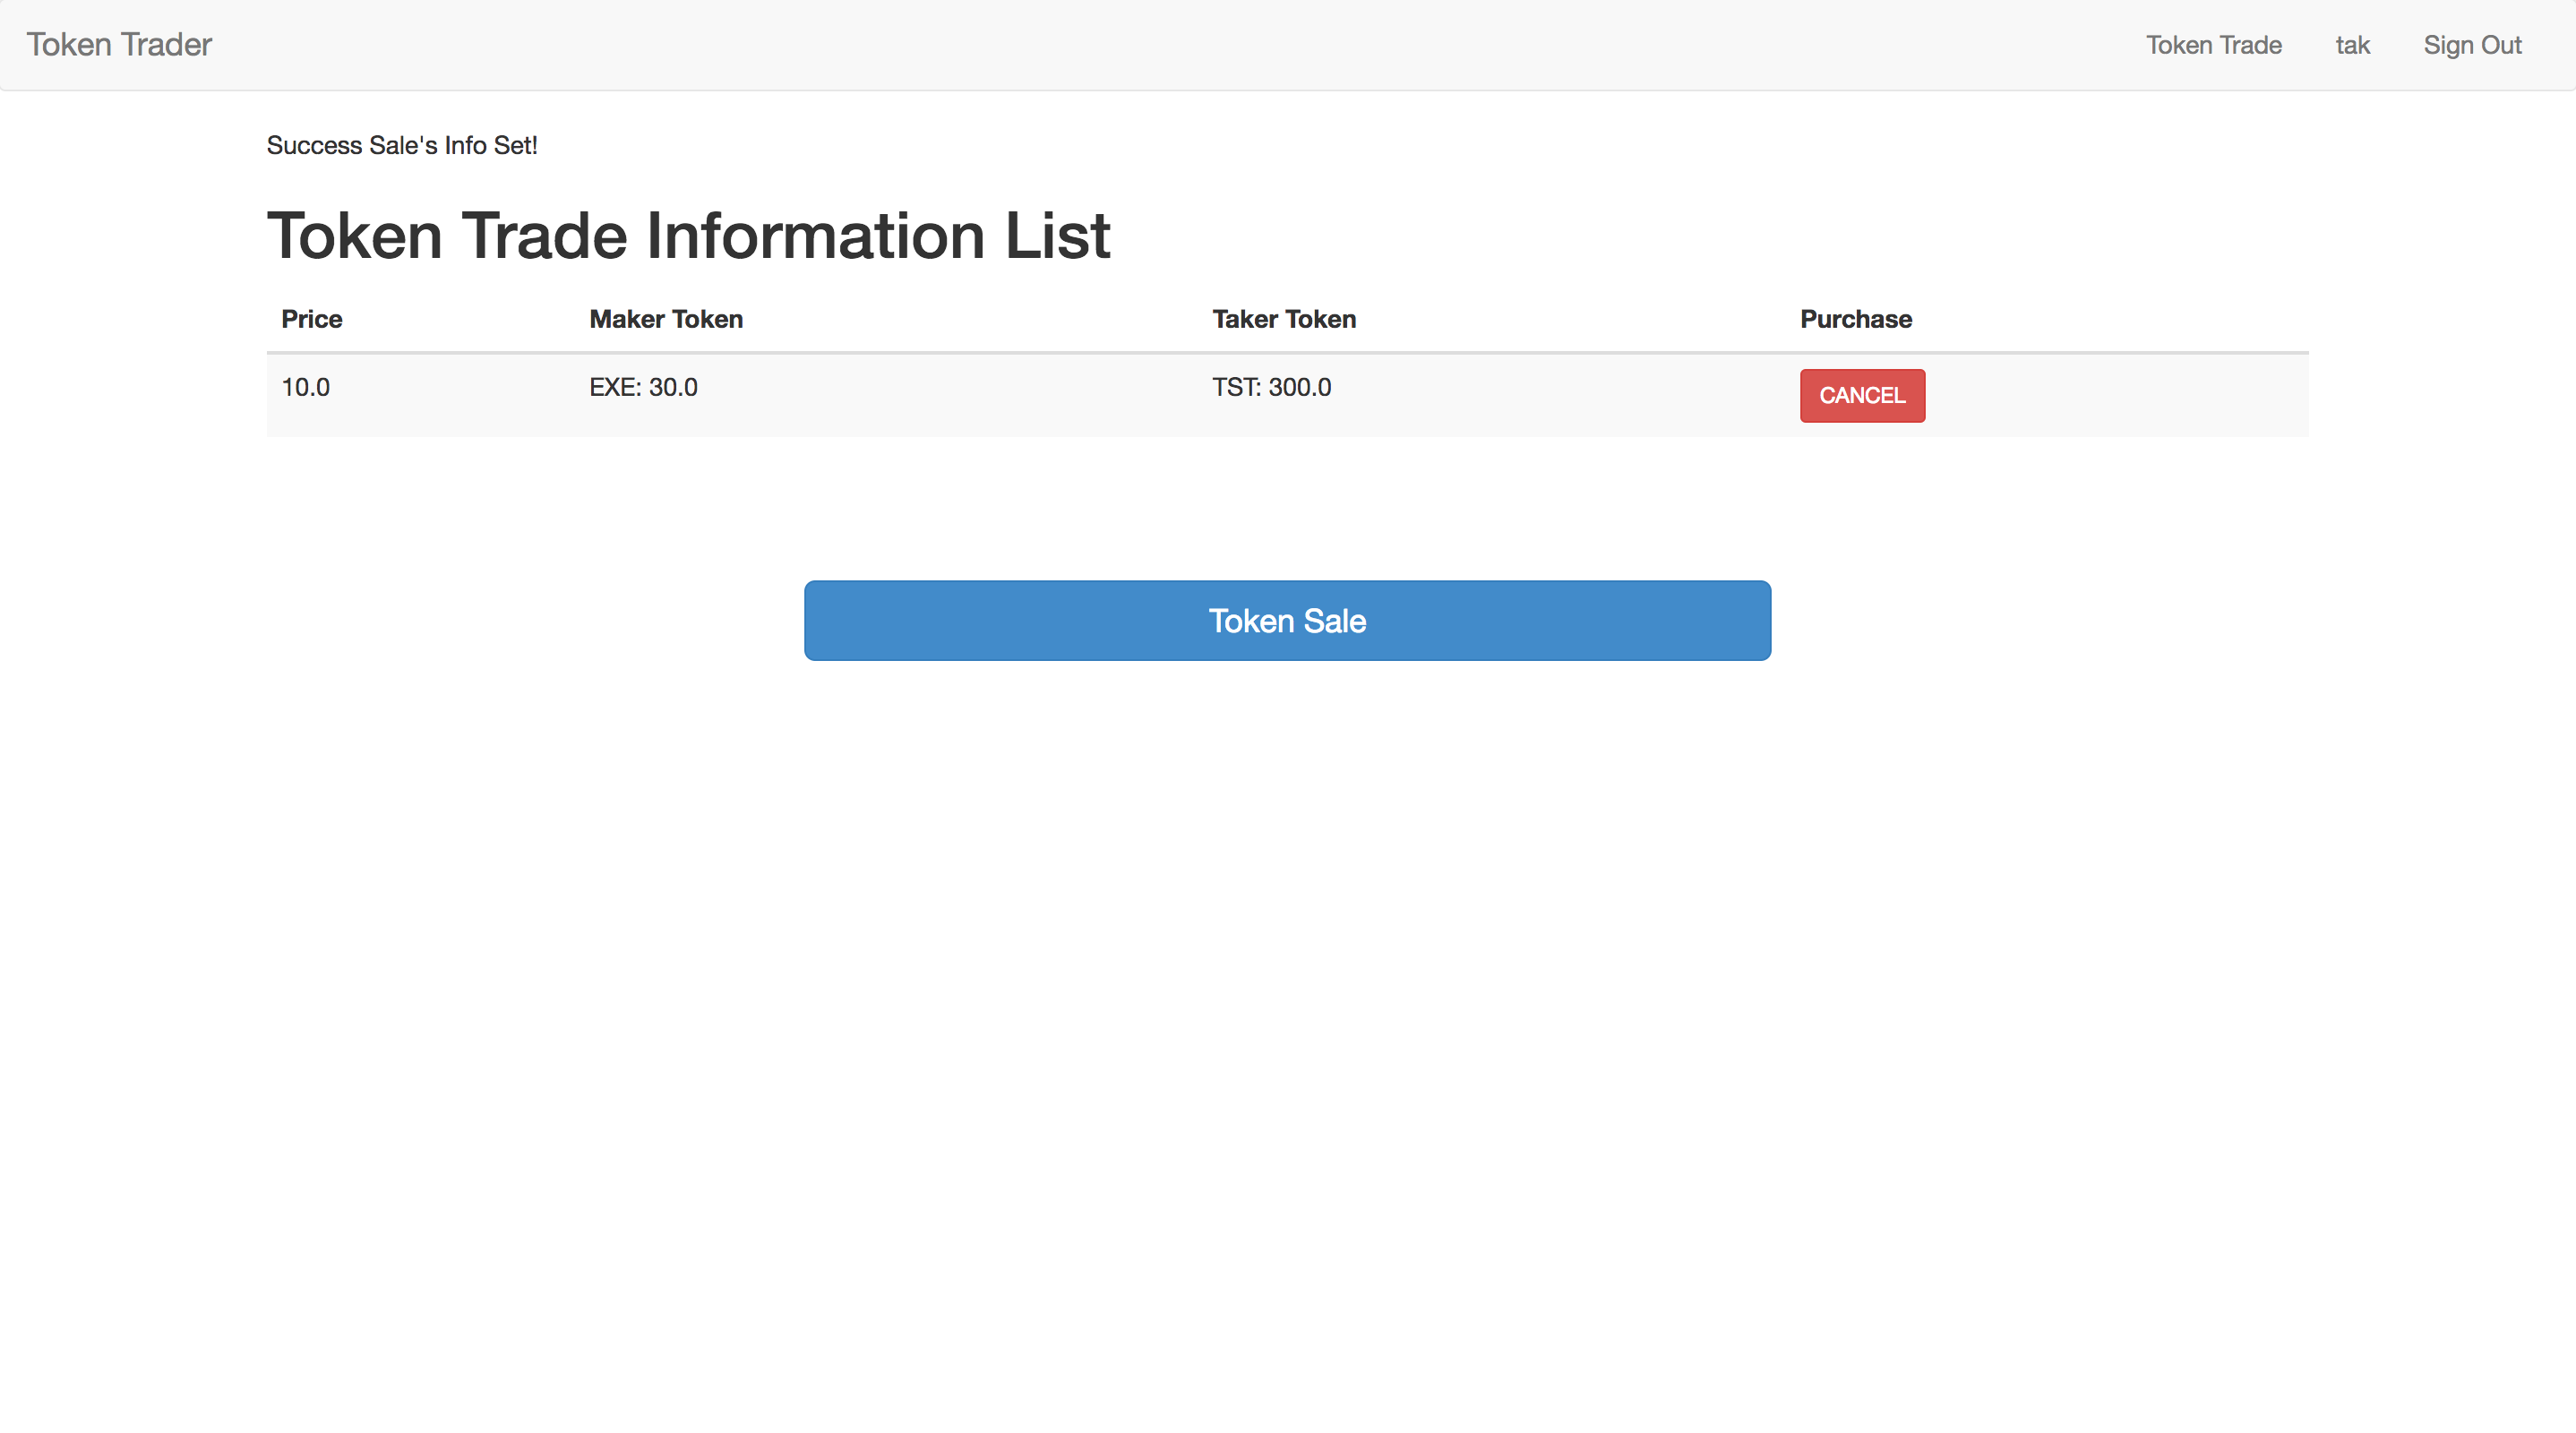 Token Trader Token Trade tak Sign Out
Success Sale's Info Set!
Token Trade Information List
Price Maker Token Taker Token Purchase
10.0 EXE: 30.0 TST: 300.0 CANCEL
Token Sale